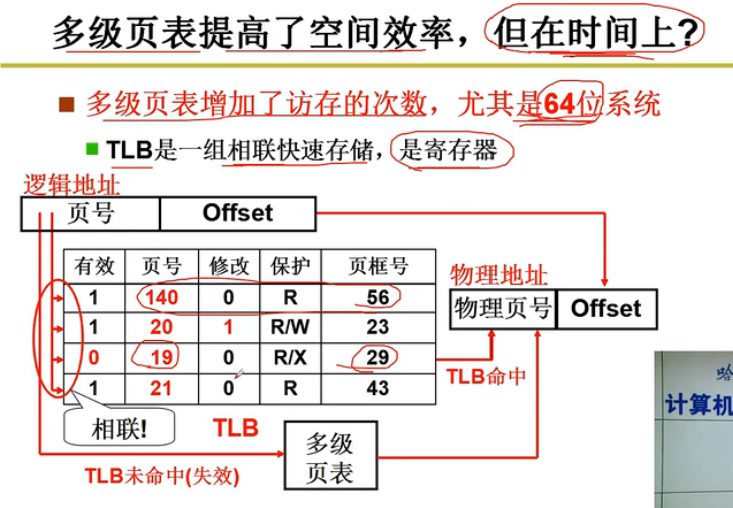 多级页表提高了空间效率，但在时间上?
多级页表增加了访存的次数，尤其是64位系统
TLB是一组相联快速存储，是寄存器
逻辑地址
页号 Offset
有效 页号 修改 保护 页框号
1 140 0 R 56
1 20 1 R/W 23
0 19 0 R/X 29
1 21 0 R 43
物理地址
物理页号 Offset
TLB命中
相联!
TLB
多级
页表
TLB未命中(失效)
哈
计算机